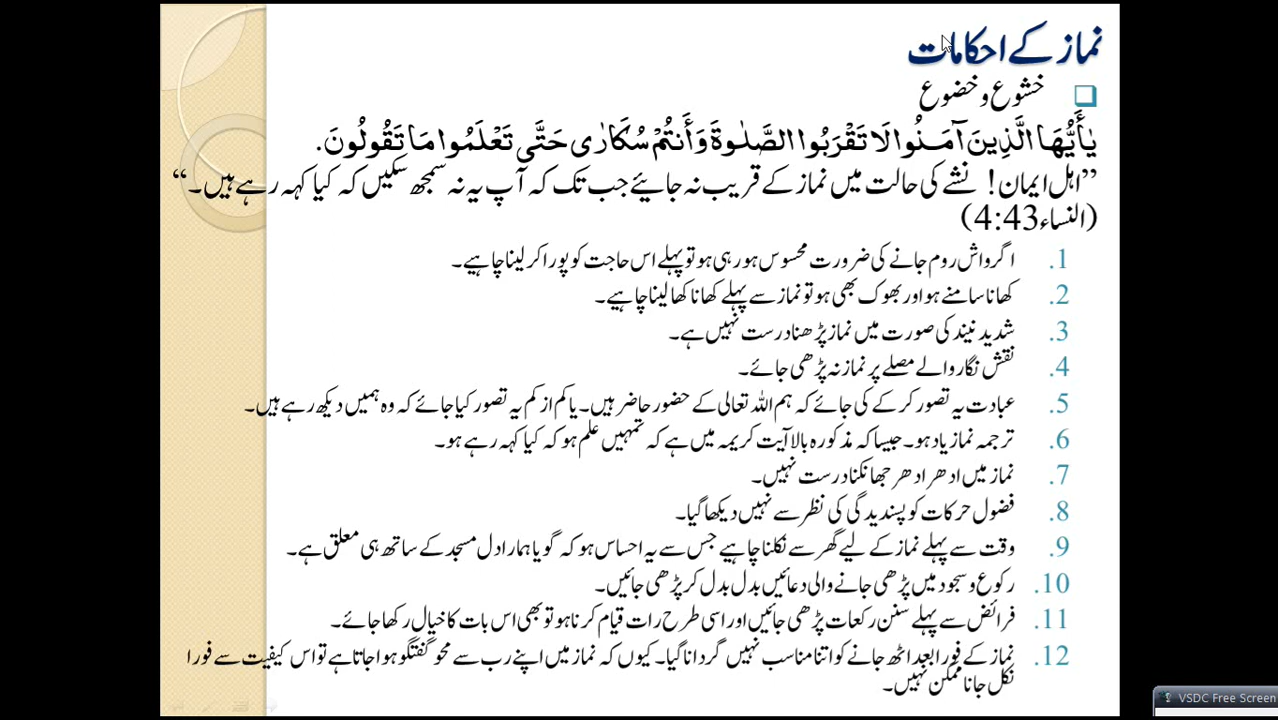 نماز کے احکامات
خشوع و خضوع
يٰأَيُّهَا الَّذِينَ آمَنُوا لَا تَقْرَبُوا الصَّلٰوةَ وَأَنتُمْ سُكَارٰى حَتَّى تَعْلَمُوا مَا تَقُولُونَ.
”اہل ایمان! نشے کی حالت میں نماز کے قریب نہ جایئے جب تک کہ آپ یہ نہ سمجھ سکیں کہ کیا کہہ رہے ہیں۔“
(النساء 4:43)
1. اگر واش روم جانے کی ضرورت محسوس ہو رہی ہو تو پہلے اس حاجت کو پورا کر لینا چاہیے۔
2. کھانا سامنے ہو اور بھوک بھی ہو تو نماز سے پہلے کھانا کھا لینا چاہیے۔
3. شدید نیند کی صورت میں نماز پڑھنا درست نہیں ہے۔
4. نقش نگار والے مصلے پر نماز نہ پڑھی جائے۔
5. عبادت یہ تصور کر کے کی جائے کہ ہم اللہ تعالی کے حضور حاضر ہیں۔ یا کم از کم یہ تصور کیا جائے کہ وہ ہمیں دیکھ رہے ہیں۔
6. ترجمہ نماز یاد ہو۔ جیسا کہ مذکورہ بالا آیت کریمہ میں ہے کہ تمہیں علم ہو کہ کیا کہہ رہے ہو۔
7. نماز میں ادھر ادھر جھانکنا درست نہیں۔
8. فضول حرکات کو پسندیدگی کی نظر سے نہیں دیکھا گیا۔
9. وقت سے پہلے نماز کے لیے گھر سے نکلنا چاہیے جس سے یہ احساس ہو کہ گویا ہمارا دل مسجد کے ساتھ ہی معلق ہے۔
10. رکوع و سجود میں پڑھی جانے والی دعائیں بدل بدل کر پڑھی جائیں۔
11. فرائض سے پہلے سنن رکعات پڑھی جائیں اور اسی طرح رات قیام کرنا ہو تو بھی اس بات کا خیال رکھا جائے۔
12. نماز کے فورا بعد اٹھ جانے کو اتنا مناسب نہیں گردانا گیا۔ کیوں کہ نماز میں اپنے رب سے محو گفتگو ہوا جاتا ہے تو اس کیفیت سے فورا
نکل جانا ممکن نہیں۔
VSDC Free Screen